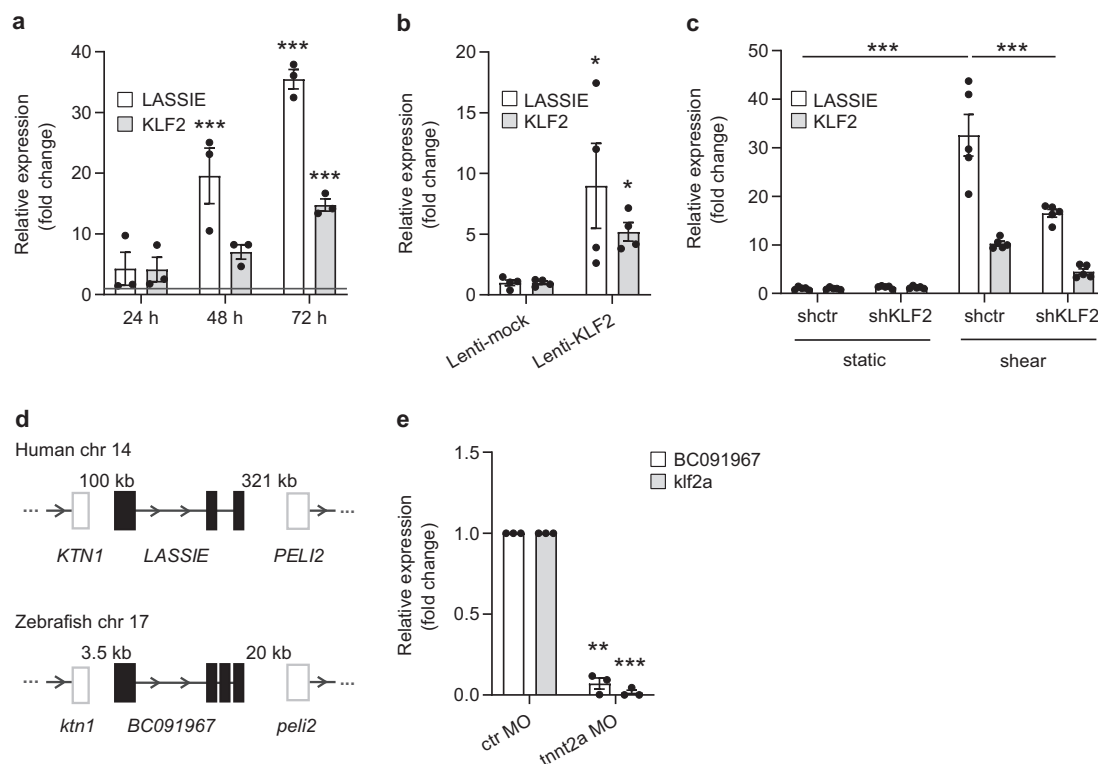 a
Relative expression
(fold change)
40
30
20
10
0
LASSIE
KLF2
***
***
***
24 h
48 h
72 h
b
Relative expression
(fold change)
20
15
10
5
0
LASSIE
KLF2
*
*
Lenti-mock
Lenti-KLF2
c
Relative expression
(fold change)
50
40
30
20
10
0
LASSIE
KLF2
***
***
shctr
shKLF2
shctr
shKLF2
static
shear
d
Human chr 14
100 kb
321 kb
...
...
KTN1
LASSIE
PELI2
Zebrafish chr 17
3.5 kb
20 kb
...
...
ktn1
BC091967
peli2
e
Relative expression
(fold change)
1.5
1.0
0.5
0.0
BC091967
klf2a
**
***
ctr MO
tnnt2a MO